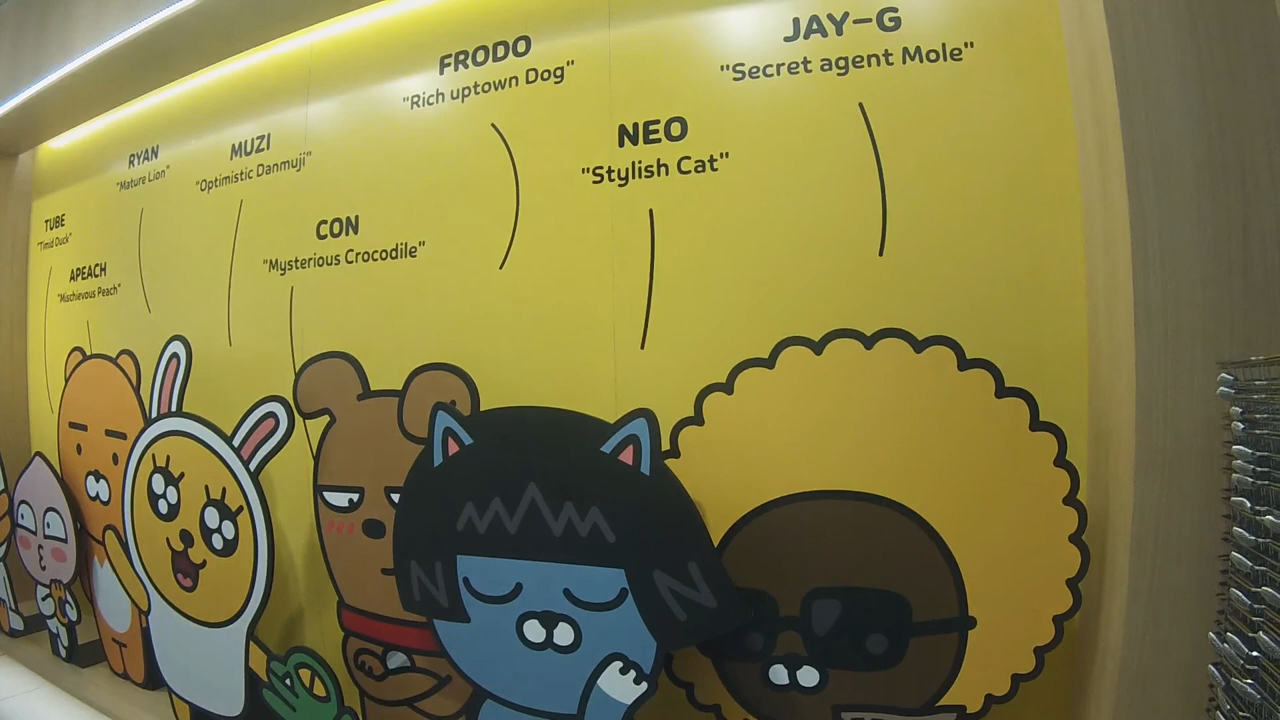 TUBE
"Timid Duck"
APEACH
"Mischievous Peach"
RYAN
"Mature Lion"
MUZI
"Optimistic Danmuji"
CON
"Mysterious Crocodile"
FRODO
"Rich uptown Dog"
NEO
"Stylish Cat"
JAY-G
"Secret agent Mole"
N
N